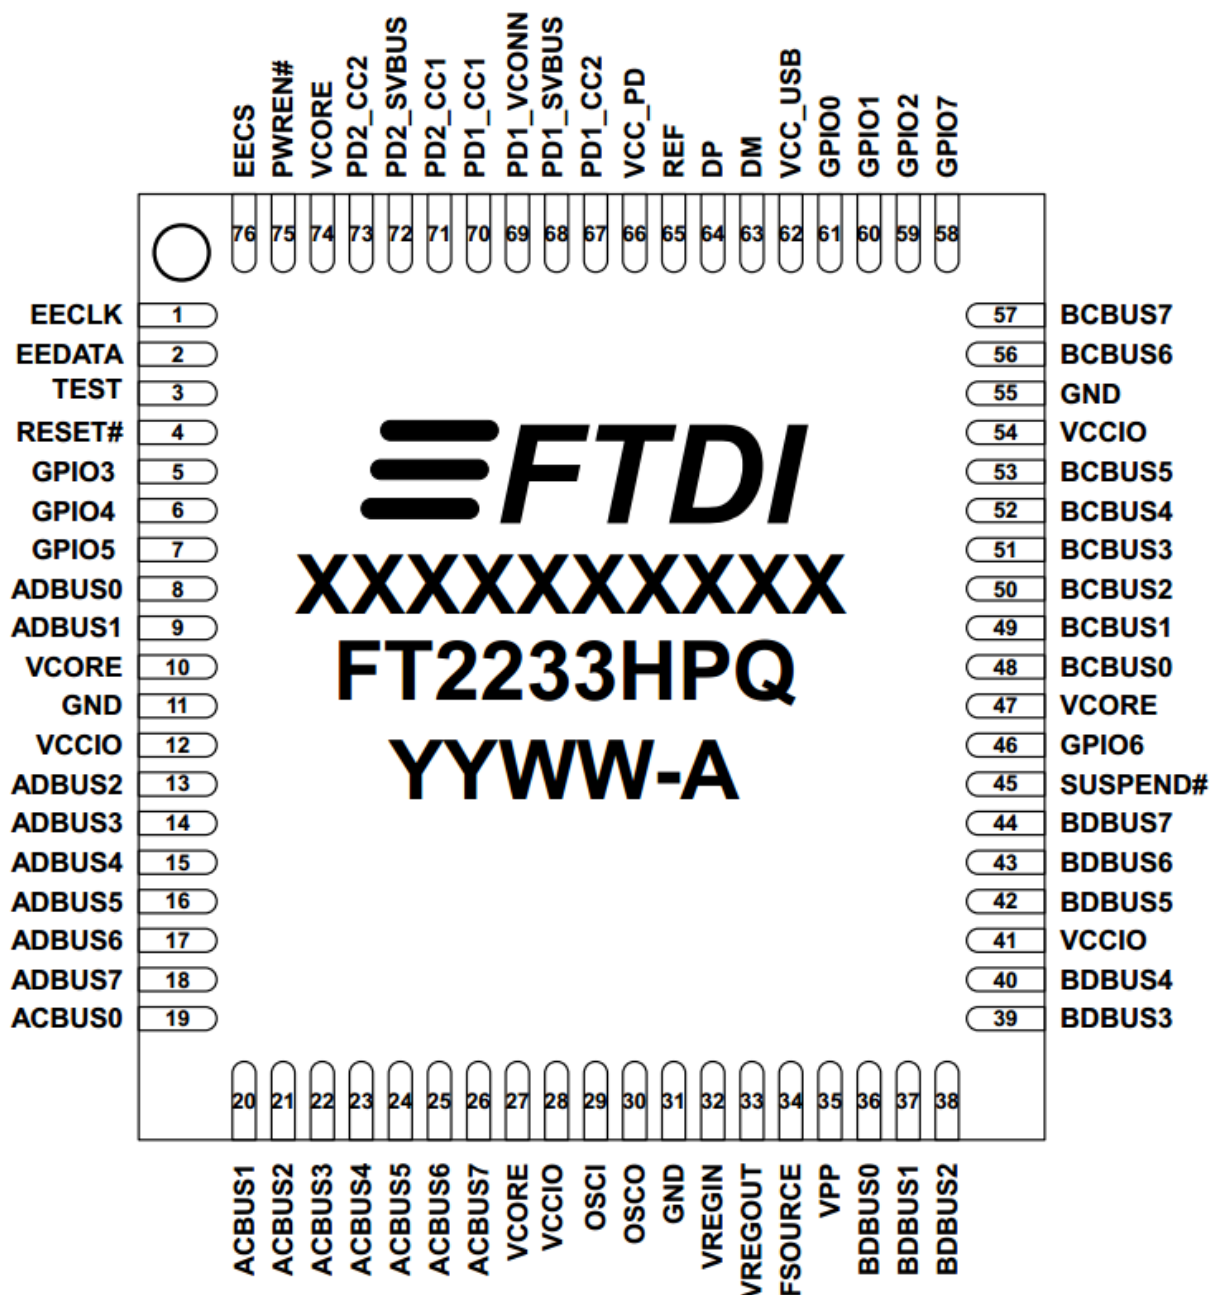 EECS
PWREN#
VCORE
PD2_CC2
PD2_SVBUS
PD2_CC1
PD1_CC1
PD1_VCONN
PD1_SVBUS
PD1_CC2
VCC_PD
REF
DP
DM
VCC_USB
GPIO0
GPIO1
GPIO2
GPIO7
76 75 74 73 72 71 70 69 68 67 66 65 64 63 62 61 60 59 58
EECLK 1
EEDATA 2
TEST 3
RESET# 4
GPIO3 5
GPIO4 6
GPIO5 7
ADBUS0 8
ADBUS1 9
VCORE 10
GND 11
VCCIO 12
ADBUS2 13
ADBUS3 14
ADBUS4 15
ADBUS5 16
ADBUS6 17
ADBUS7 18
ACBUS0 19
FTDI
XXXXXXXXXX
FT2233HPQ
YYWW-A
57 BCBUS7
56 BCBUS6
55 GND
54 VCCIO
53 BCBUS5
52 BCBUS4
51 BCBUS3
50 BCBUS2
49 BCBUS1
48 BCBUS0
47 VCORE
46 GPIO6
45 SUSPEND#
44 BDBUS7
43 BDBUS6
42 BDBUS5
41 VCCIO
40 BDBUS4
39 BDBUS3
20 21 22 23 24 25 26 27 28 29 30 31 32 33 34 35 36 37 38
ACBUS1
ACBUS2
ACBUS3
ACBUS4
ACBUS5
ACBUS6
ACBUS7
VCORE
VCCIO
OSCI
OSCO
GND
VREGIN
VREGOUT
FSOURCE
VPP
BDBUS0
BDBUS1
BDBUS2